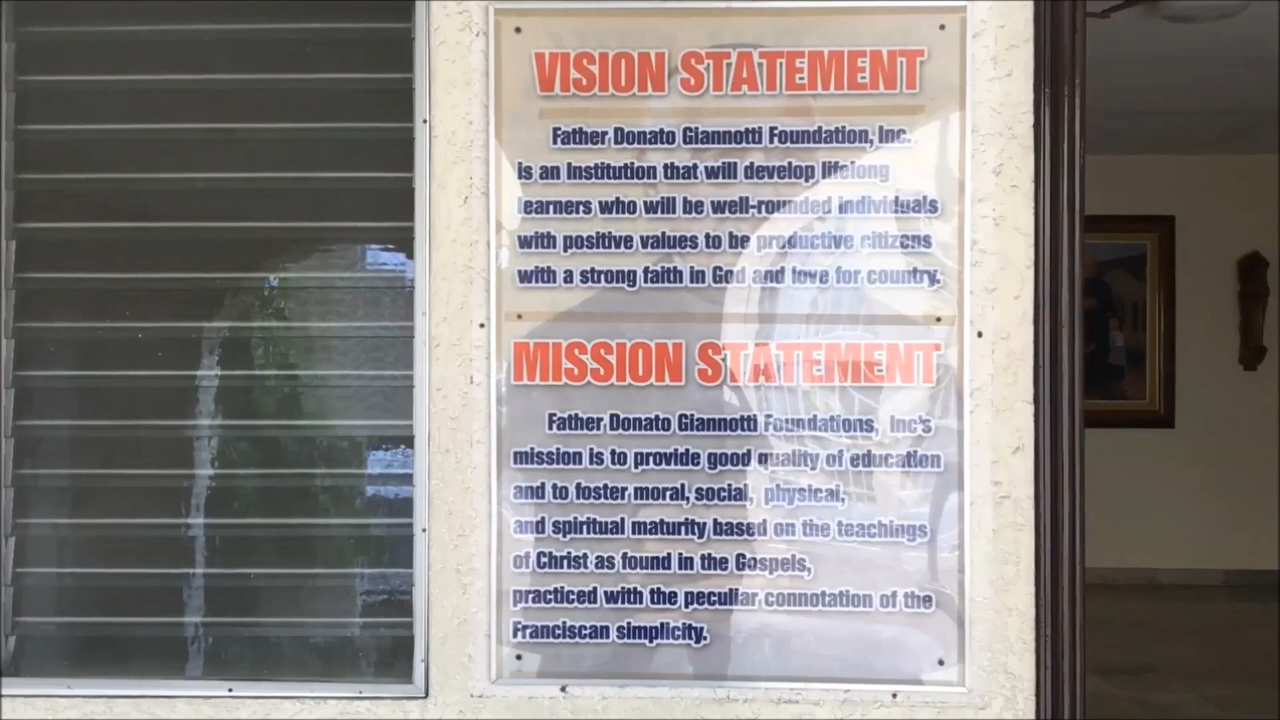 VISION STATEMENT
Father Donato Giannotti Foundation, Inc.
is an Institution that will develop lifelong
learners who will be well-rounded individuals
with positive values to be productive citizens
with a strong faith in God and love for country.
MISSION STATEMENT
Father Donato Giannotti Foundations, Inc's
mission is to provide good quality of education
and to foster moral, social, physical,
and spiritual maturity based on the teachings
of Christ as found in the Gospels,
practiced with the peculiar connotation of the
Franciscan simplicity.